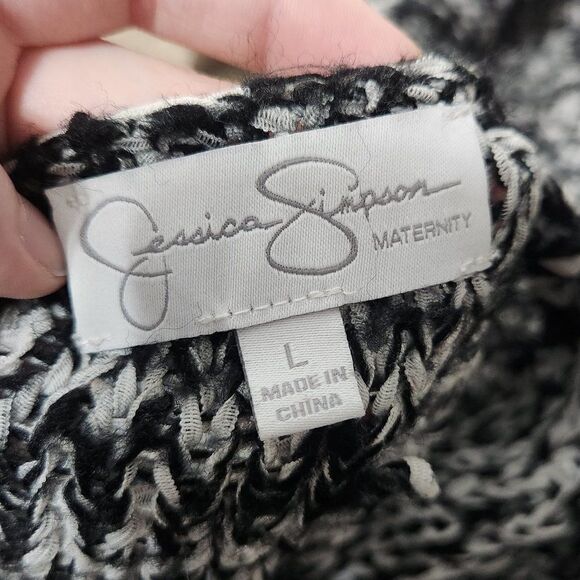 Jessica Simpson
MATERNITY
L
MADE IN
CHINA